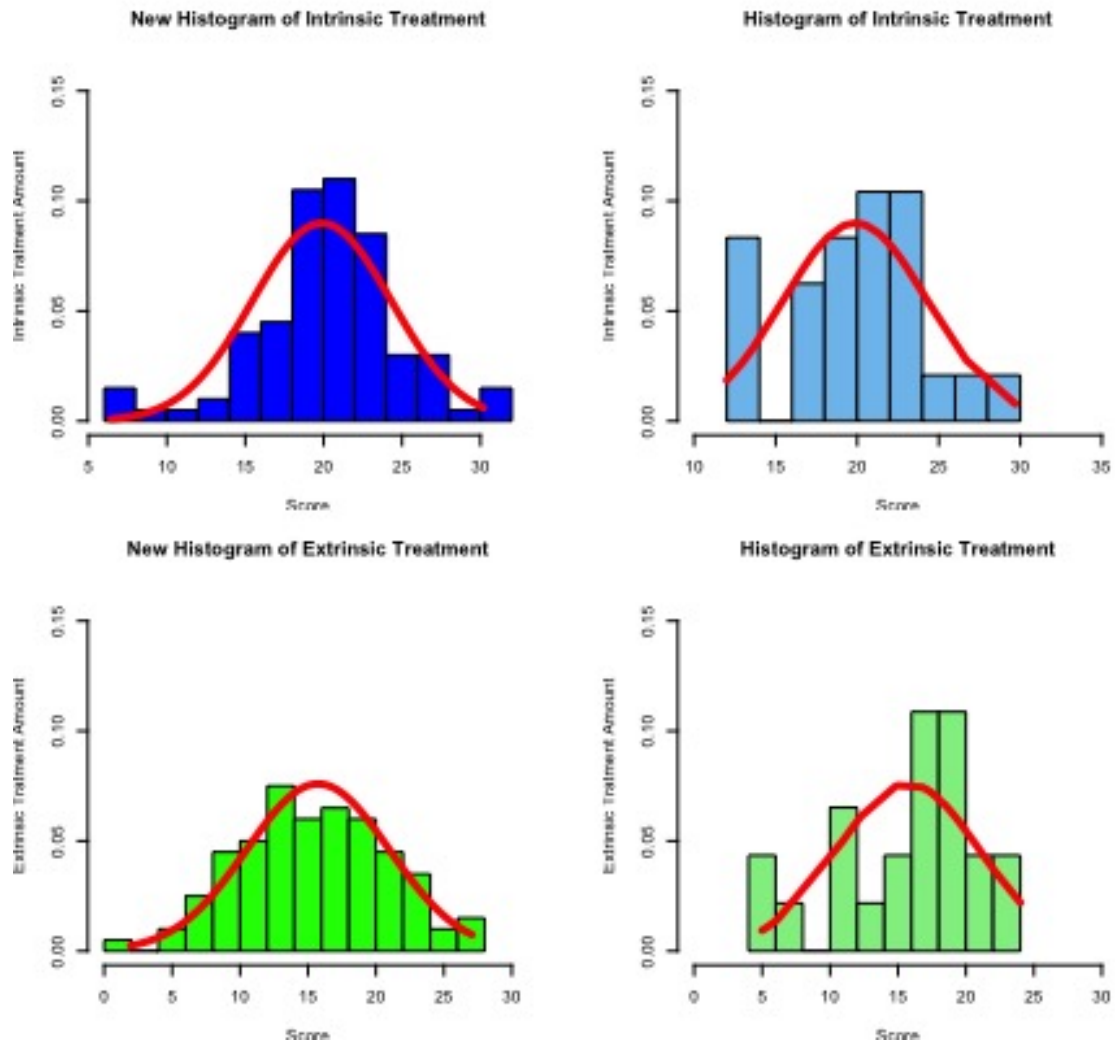 New Histogram of Intrinsic Treatment
Intrinsic Tratment Amount
0.15
0.10
0.05
0.00
5 10 15 20 25 30
Score
Histogram of Intrinsic Treatment
Intrinsic Tratment Amount
0.15
0.10
0.05
0.00
10 15 20 25 30 35
Score
New Histogram of Extrinsic Treatment
Extrinsic Tratment Amount
0.15
0.10
0.05
0.00
0 5 10 15 20 25 30
Score
Histogram of Extrinsic Treatment
Extrinsic Tratment Amount
0.15
0.10
0.05
0.00
0 5 10 15 20 25 30
Score